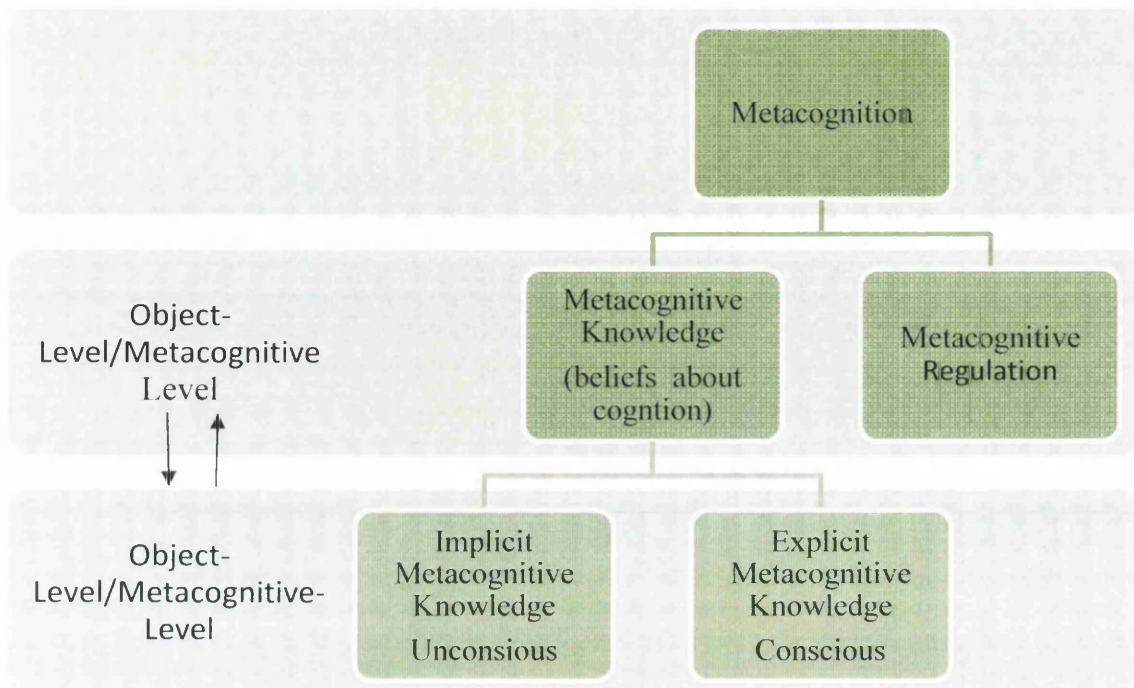 Metacognition
Object-
Level/Metacognitive
Level
Metacognitive
Knowledge
(beliefs about
cogntion)
Metacognitive
Regulation
Object-
Level/Metacognitive-
Level
Implicit
Metacognitive
Knowledge
Unconsious
Explicit
Metacognitive
Knowledge
Conscious